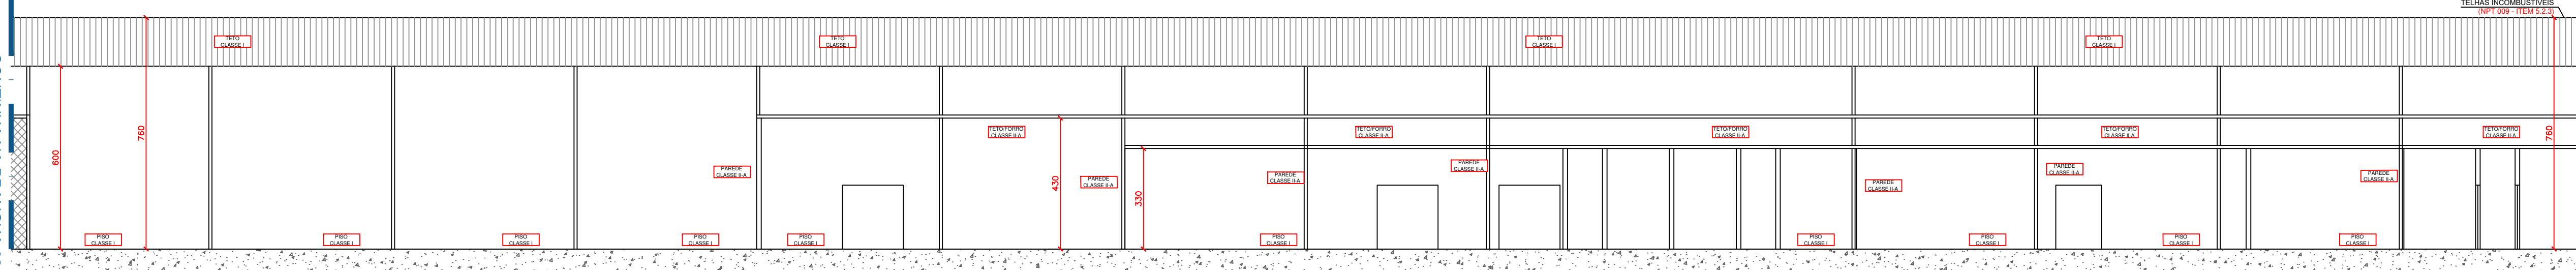 TELHAS INCOMBUSTÍVEIS
(NPT 009 - ITEM 5.2.3)
TETO
CLASSE I
TETO
CLASSE I
TETO
CLASSE I
TETO
CLASSE I
760
600
430
330
760
TETO/FORRO
CLASSE II-A
TETO/FORRO
CLASSE II-A
TETO/FORRO
CLASSE II-A
TETO/FORRO
CLASSE II-A
TETO/FORRO
CLASSE II-A
PAREDE
CLASSE II-A
PAREDE
CLASSE II-A
PAREDE
CLASSE II-A
PAREDE
CLASSE II-A
PAREDE
CLASSE II-A
PAREDE
CLASSE II-A
PAREDE
CLASSE II-A
PISO
CLASSE I
PISO
CLASSE I
PISO
CLASSE I
PISO
CLASSE I
PISO
CLASSE I
PISO
CLASSE I
PISO
CLASSE I
PISO
CLASSE I
PISO
CLASSE I
PISO
CLASSE I